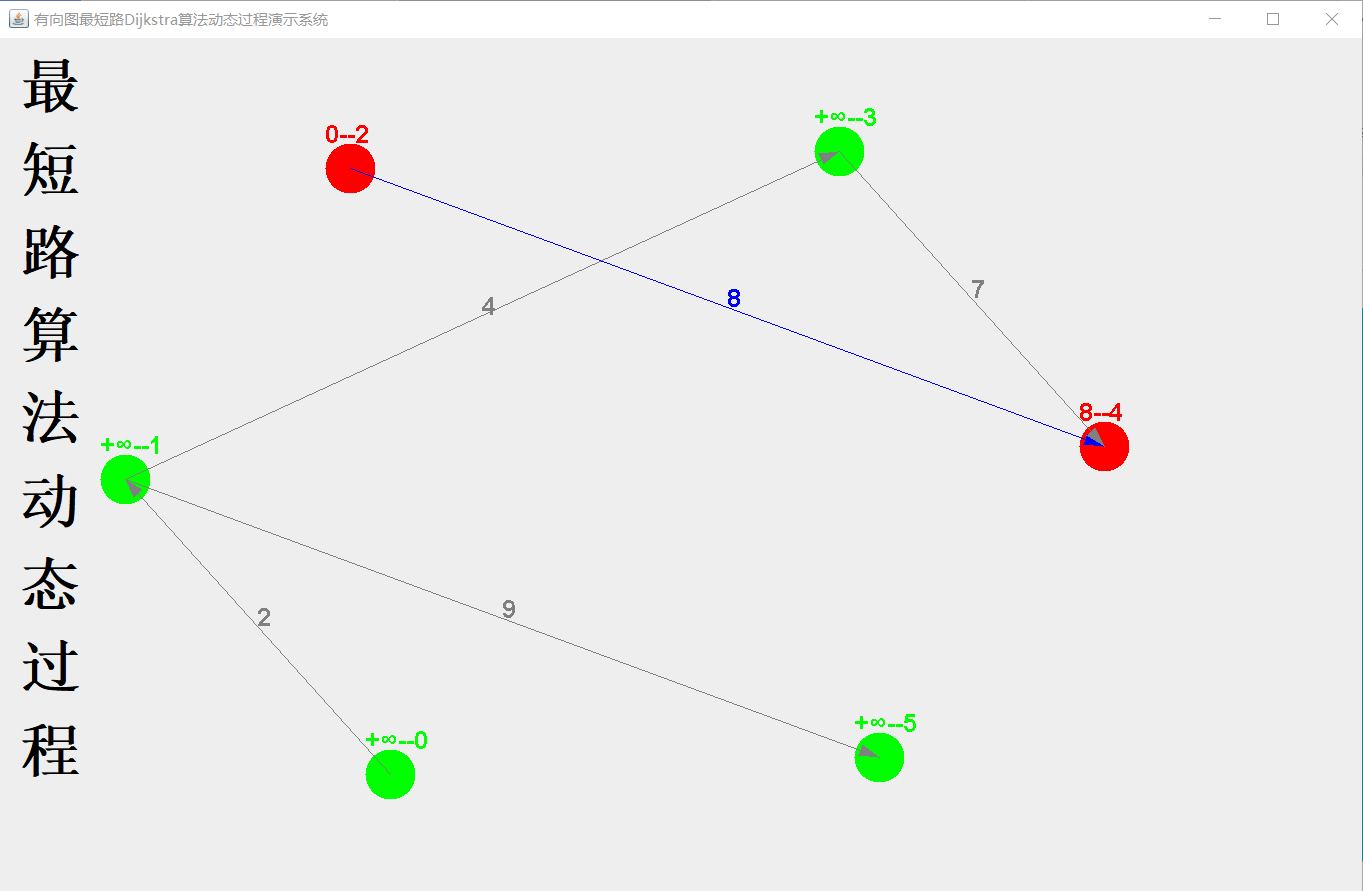 有向图最短路Dijkstra算法动态过程演示系统
最
短
路
算
法
动
态
过
程
0--2
+∞--3
8
4
7
8--4
+∞--1
2
9
+∞--5
+∞--0